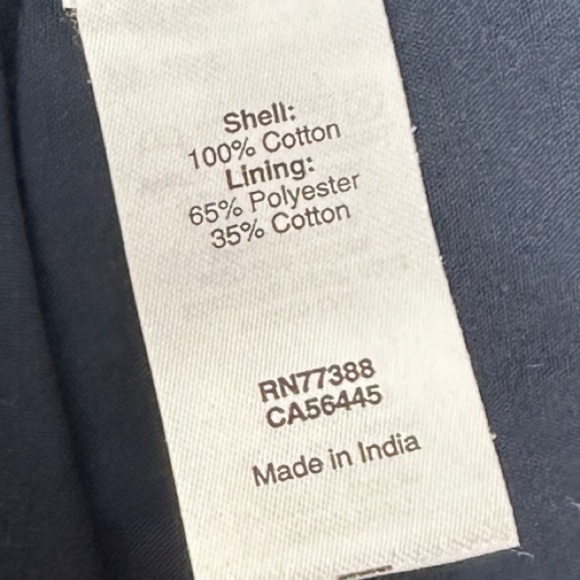 Shell:
100% Cotton
Lining:
65% Polyester
35% Cotton
RN77388
CA56445
Made in India